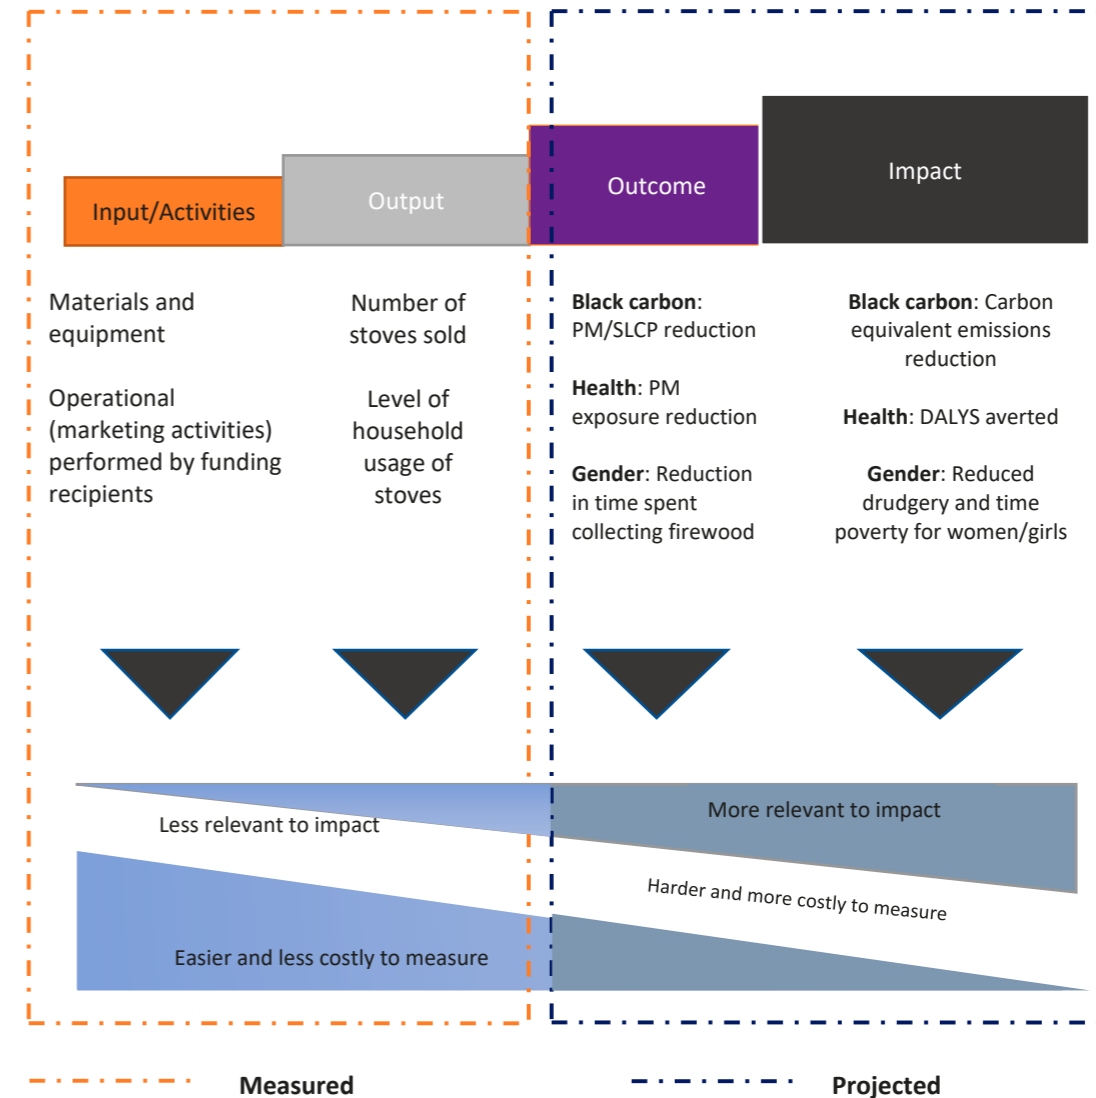 Input/Activities
Output
Outcome
Impact
Materials and
equipment
Operational
(marketing activities)
performed by funding
recipients
Number of
stoves sold
Level of
household
usage of
stoves
Black carbon:
PM/SLCP reduction
Health: PM
exposure reduction
Gender: Reduction
in time spent
collecting firewood
Black carbon: Carbon
equivalent emissions
reduction
Health: DALYS averted
Gender: Reduced
drudgery and time
poverty for women/girls
Less relevant to impact
More relevant to impact
Easier and less costly to measure
Harder and more costly to measure
Measured
Projected